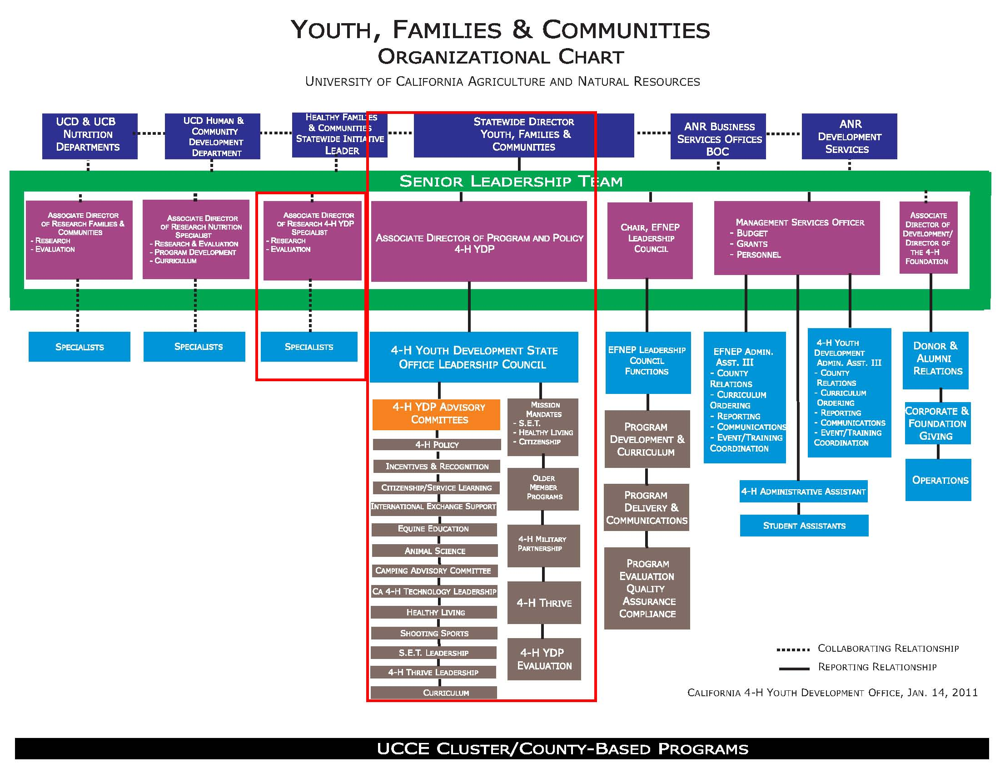 Youth, Families & Communities
Organizational Chart
University of California Agriculture and Natural Resources
UCD & UCB
Nutrition
Departments
UCD Human &
Community
Development
Department
Healthy Families
& Communities
Statewide Initiative
Leader
Statewide Director
Youth, Families &
Communities
ANR Business
Services Offices
BOC
ANR
Development
Services
Senior Leadership Team
Associate Director
of Research Families &
Communities
- Research
- Evaluation
Associate Director
of Research Nutrition
Specialist
- Research & Evaluation
- Program Development
- Curriculum
Associate Director
of Research 4-H YDP
Specialist
- Research
- Evaluation
Associate Director of Program and Policy
4-H YDP
Chair, EFNEP
Leadership
Council
Management Services Officer
- Budget
- Grants
- Personnel
Associate
Director of
Development/
Director of
the 4-H
Foundation
Specialists
Specialists
Specialists
4-H Youth Development State
Office Leadership Council
EFNEP Leadership
Council
Functions
EFNEP Admin.
Asst. III
- County
Relations
- Curriculum
Ordering
- Reporting
- Communications
- Event/Training
Coordination
4-H Youth
Development
Admin. Asst. III
- County
Relations
- Curriculum
Ordering
- Reporting
- Communications
- Event/Training
Coordination
Donor &
Alumni
Relations
4-H YDP Advisory
Committees
4-H Policy
Incentives & Recognition
Citizenship/Service Learning
International Exchange Support
Equine Education
Animal Science
Camping Advisory Committee
Ca 4-H Technology Leadership
Healthy Living
Shooting Sports
S.E.T. Leadership
4-H Thrive Leadership
Curriculum
Mission
Mandates
- S.E.T.
- Healthy Living
- Citizenship
Older
Member
Programs
4-H Military
Partnership
4-H Thrive
4-H YDP
Evaluation
Program
Development &
Curriculum
Program
Delivery &
Communications
Program
Evaluation
Quality
Assurance
Compliance
4-H Administrative Assistant
Student Assistants
Corporate &
Foundation
Giving
Operations
Collaborating Relationship
Reporting Relationship
California 4-H Youth Development Office, Jan. 14, 2011
UCCE Cluster/County-Based Programs